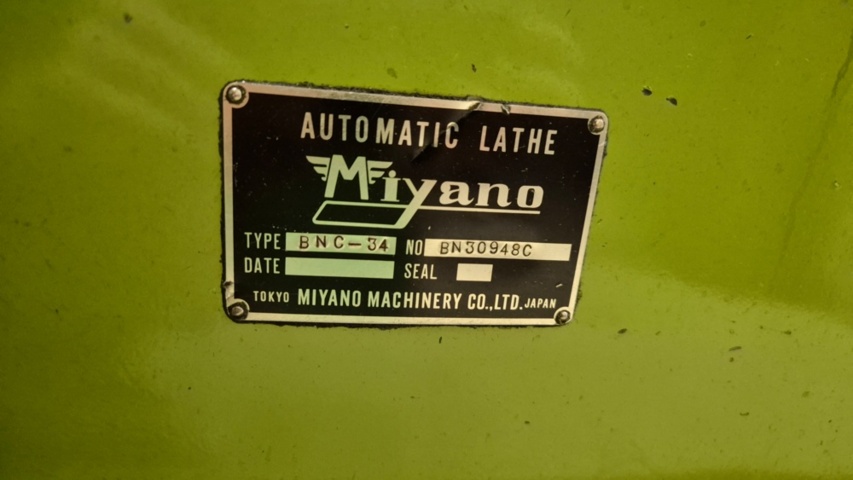 AUTOMATIC LATHE
Miyano
TYPE BNC-34 NO BN30948C
DATE SEAL
TOKYO MIYANO MACHINERY CO.,LTD. JAPAN